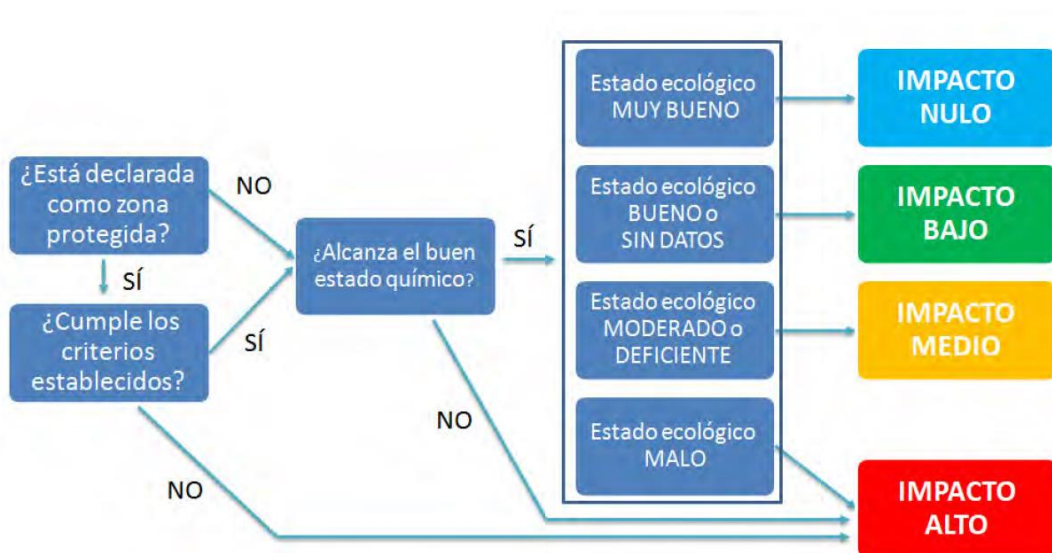 ¿Está declarada
como zona
protegida?
NO
SÍ
¿Cumple los
criterios
establecidos?
SÍ
NO
¿Alcanza el buen
estado químico?
SÍ
NO
Estado ecológico
MUY BUENO
IMPACTO
NULO
Estado ecológico
BUENO o
SIN DATOS
IMPACTO
BAJO
Estado ecológico
MODERADO o
DEFICIENTE
IMPACTO
MEDIO
Estado ecológico
MALO
IMPACTO
ALTO